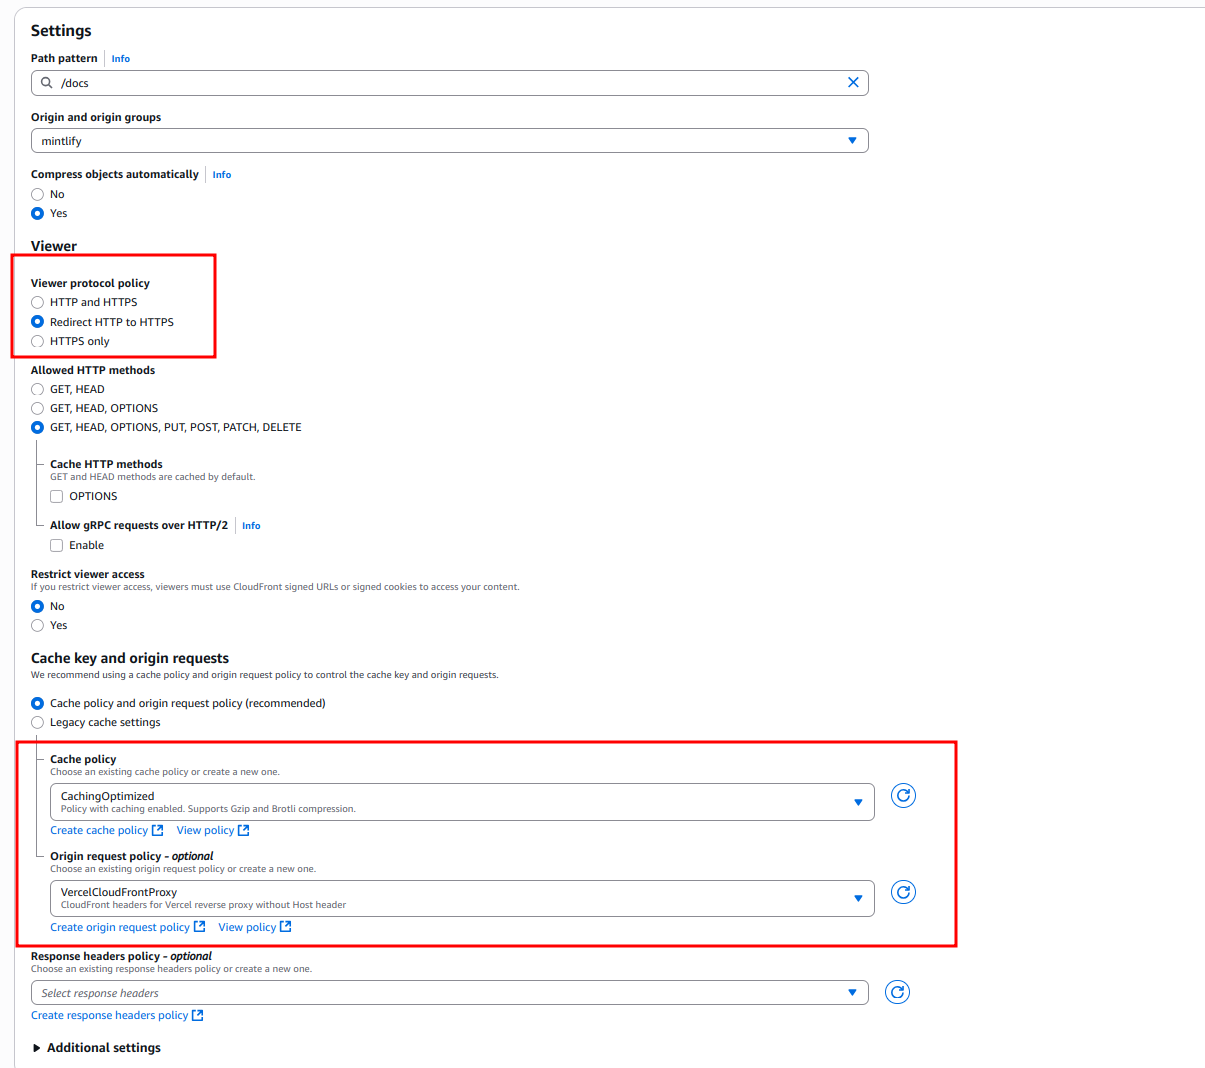 Settings
Path pattern Info
/docs
Origin and origin groups
mintlify
Compress objects automatically Info
No
Yes
Viewer
Viewer protocol policy
HTTP and HTTPS
Redirect HTTP to HTTPS
HTTPS only
Allowed HTTP methods
GET, HEAD
GET, HEAD, OPTIONS
GET, HEAD, OPTIONS, PUT, POST, PATCH, DELETE
Cache HTTP methods
GET and HEAD methods are cached by default.
OPTIONS
Allow gRPC requests over HTTP/2 Info
Enable
Restrict viewer access
If you restrict viewer access, viewers must use CloudFront signed URLs or signed cookies to access your content.
No
Yes
Cache key and origin requests
We recommend using a cache policy and origin request policy to control the cache key and origin requests.
Cache policy and origin request policy (recommended)
Legacy cache settings
Cache policy
Choose an existing cache policy or create a new one.
CachingOptimized
Policy with caching enabled. Supports Gzip and Brotli compression.
Create cache policy View policy
Origin request policy - optional
Choose an existing origin request policy or create a new one.
VercelCloudFrontProxy
CloudFront headers for Vercel reverse proxy without Host header
Create origin request policy View policy
Response headers policy - optional
Choose an existing response headers policy or create a new one.
Select response headers
Create response headers policy
Additional settings